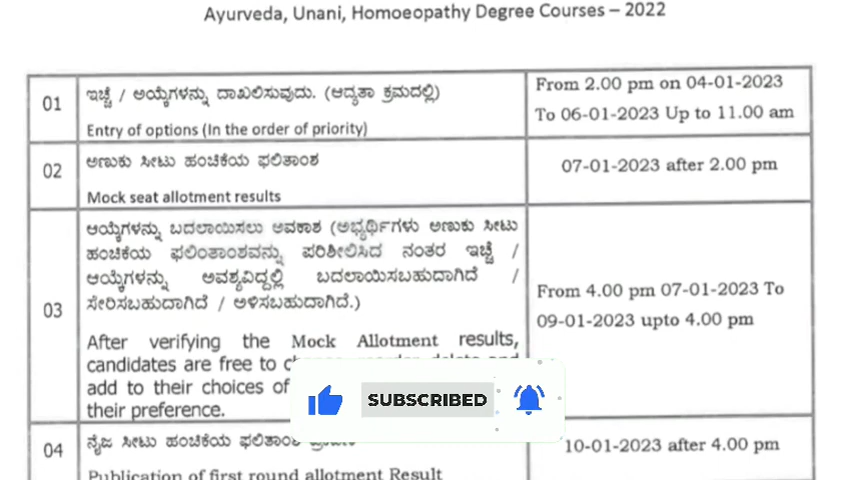 Ayurveda, Unani, Homoeopathy Degree Courses – 2022
01
ಇಚ್ಛೆ / ಆಯ್ಕೆಗಳನ್ನು ದಾಖಲಿಸುವುದು. (ಆದ್ಯತಾ ಕ್ರಮದಲ್ಲಿ)
Entry of options (In the order of priority)
From 2.00 pm on 04-01-2023
To 06-01-2023 Up to 11.00 am
02
ಅಣುಕು ಸೀಟು ಹಂಚಿಕೆಯ ಫಲಿತಾಂಶ
Mock seat allotment results
07-01-2023 after 2.00 pm
03
ಆಯ್ಕೆಗಳನ್ನು ಬದಲಾಯಿಸಲು ಅವಕಾಶ (ಅಭ್ಯರ್ಥಿಗಳು ಅಣುಕು ಸೀಟು
ಹಂಚಿಕೆಯ ಫಲಿಂತಾಂಶವನ್ನು ಪರಿಶೀಲಿಸಿದ ನಂತರ ಇಚ್ಛೆ /
ಆಯ್ಕೆಗಳನ್ನು ಅವಶ್ಯವಿದ್ದಲ್ಲಿ ಬದಲಾಯಿಸಬಹುದಾಗಿದೆ /
ಸೇರಿಸಬಹುದಾಗಿದೆ / ಅಳಿಸಬಹುದಾಗಿದೆ.)
After verifying the Mock Allotment results,
candidates are free to
add to their choices of
their preference.
From 4.00 pm 07-01-2023 To
09-01-2023 upto 4.00 pm
SUBSCRIBED
04
ನೈಜ ಸೀಟು ಹಂಚಿಕೆಯ ಫಲಿತಾಂಶ
Publication of first round allotment Result
10-01-2023 after 4.00 pm